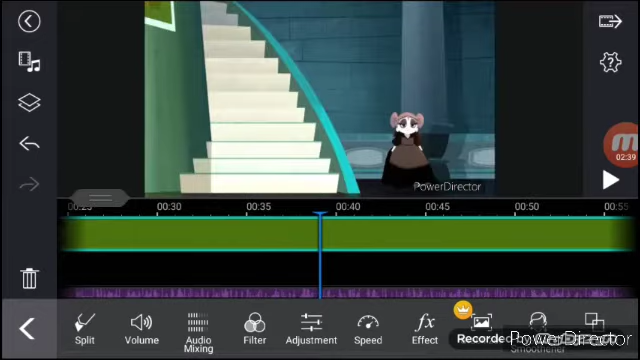 PowerDirector
02:39
00:25 00:30 00:35 00:40 00:45 00:50 00:55
Split Volume Audio Mixing Filter Adjustment Speed Effect
Recorded
PowerDirector